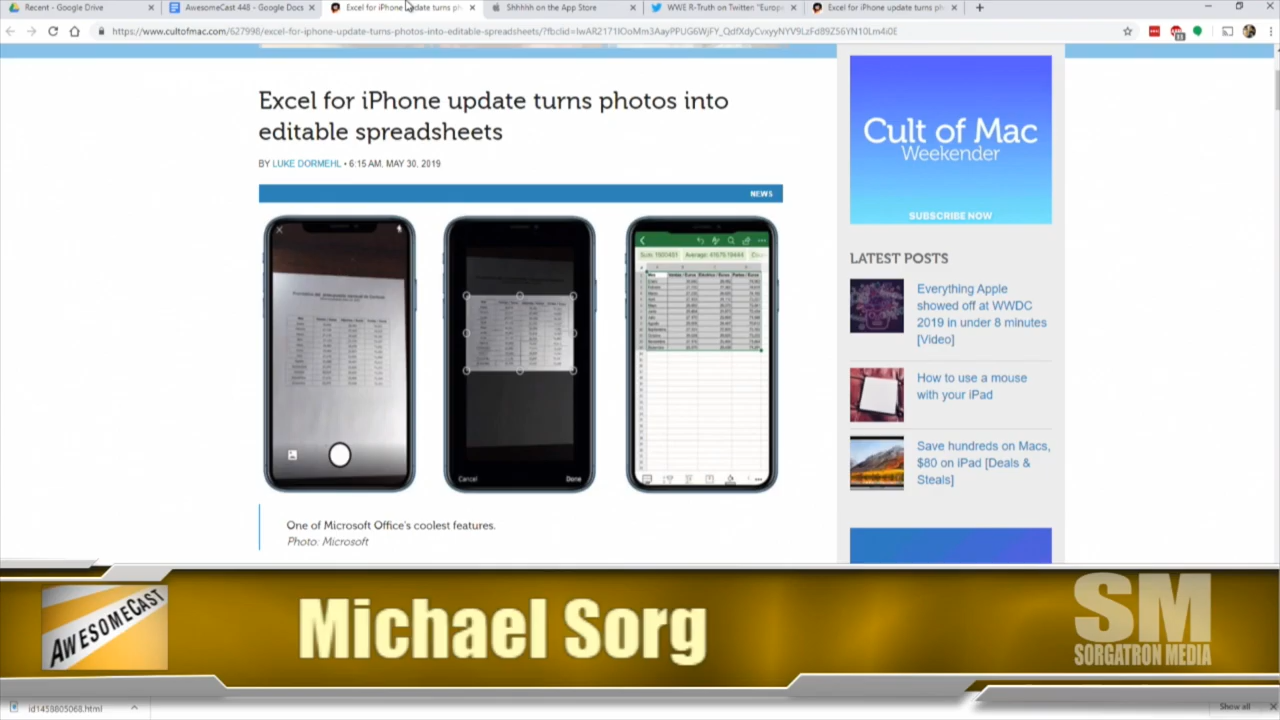 Recent - Google Drive
AwesomeCast 448 - Google Docs
Excel for iPhone update turns ph
Shhhhh on the App Store
WWE R-Truth on Twitter: "Europe
Excel for iPhone update turns ph
NEWS
Excel for iPhone update turns photos into
editable spreadsheets
BY LUKE DORMEHL • 6:15 AM, MAY 30, 2019
Cancel
Done
One of Microsoft Office's coolest features.
Photo: Microsoft
Cult of Mac
Weekender
SUBSCRIBE NOW
LATEST POSTS
Everything Apple
showed off at WWDC
2019 in under 8 minutes
[Video]
How to use a mouse
with your iPad
Save hundreds on Macs,
$80 on iPad [Deals &
Steals]
AWESOMECAST
Michael Sorg
SM
SORGATRON MEDIA
id1458605068.html
Show all